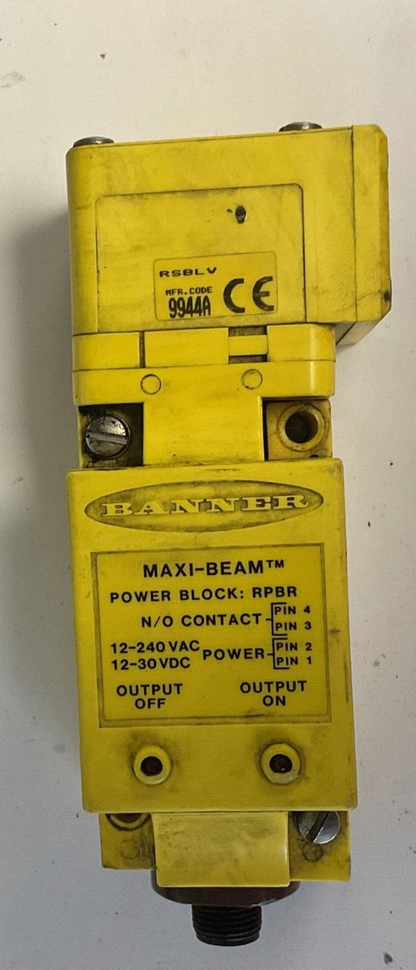 RSBLV
MFR.CODE
9944A CE
BANNER
MAXI-BEAM™
POWER BLOCK: RPBR
N/O CONTACT PIN 4
PIN 3
12-240 VAC POWER PIN 2
12-30 VDC PIN 1
OUTPUT OFF
OUTPUT ON